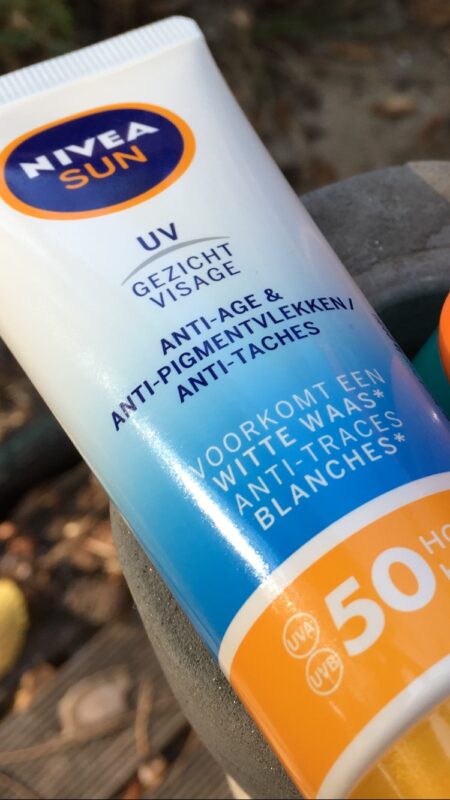 NIVEA
SUN
UV
GEZICHT
VISAGE
ANTI-AGE &
ANTI-PIGMENTVLEKKEN/
ANTI-TACHES
VOORKOMT EEN
WITTE WAAS*
ANTI-TRACES
BLANCHES*
50
UVA
UVB